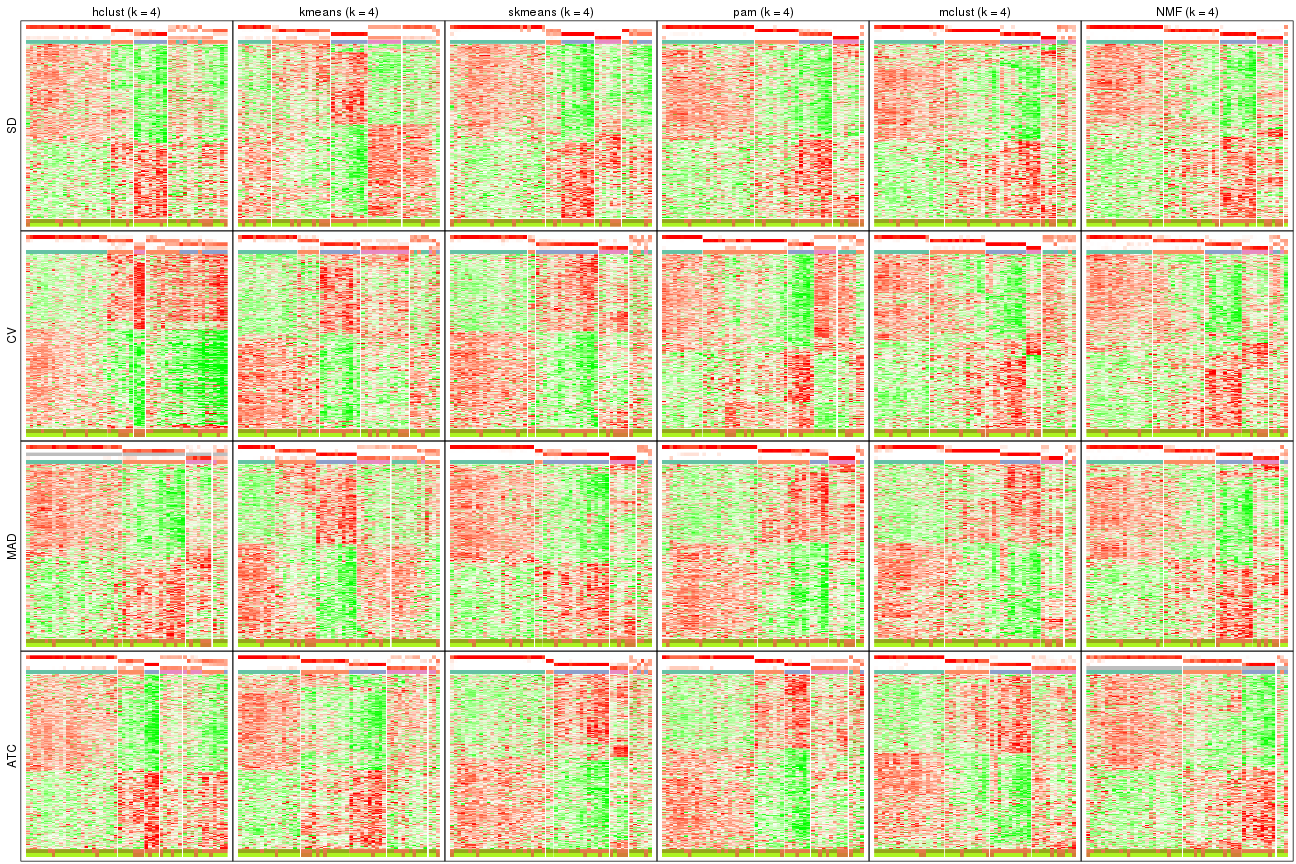 hclust (k = 4) kmeans (k = 4) skmeans (k = 4) pam (k = 4) mclust (k = 4) NMF (k = 4)
SD
CV
MAD
ATC